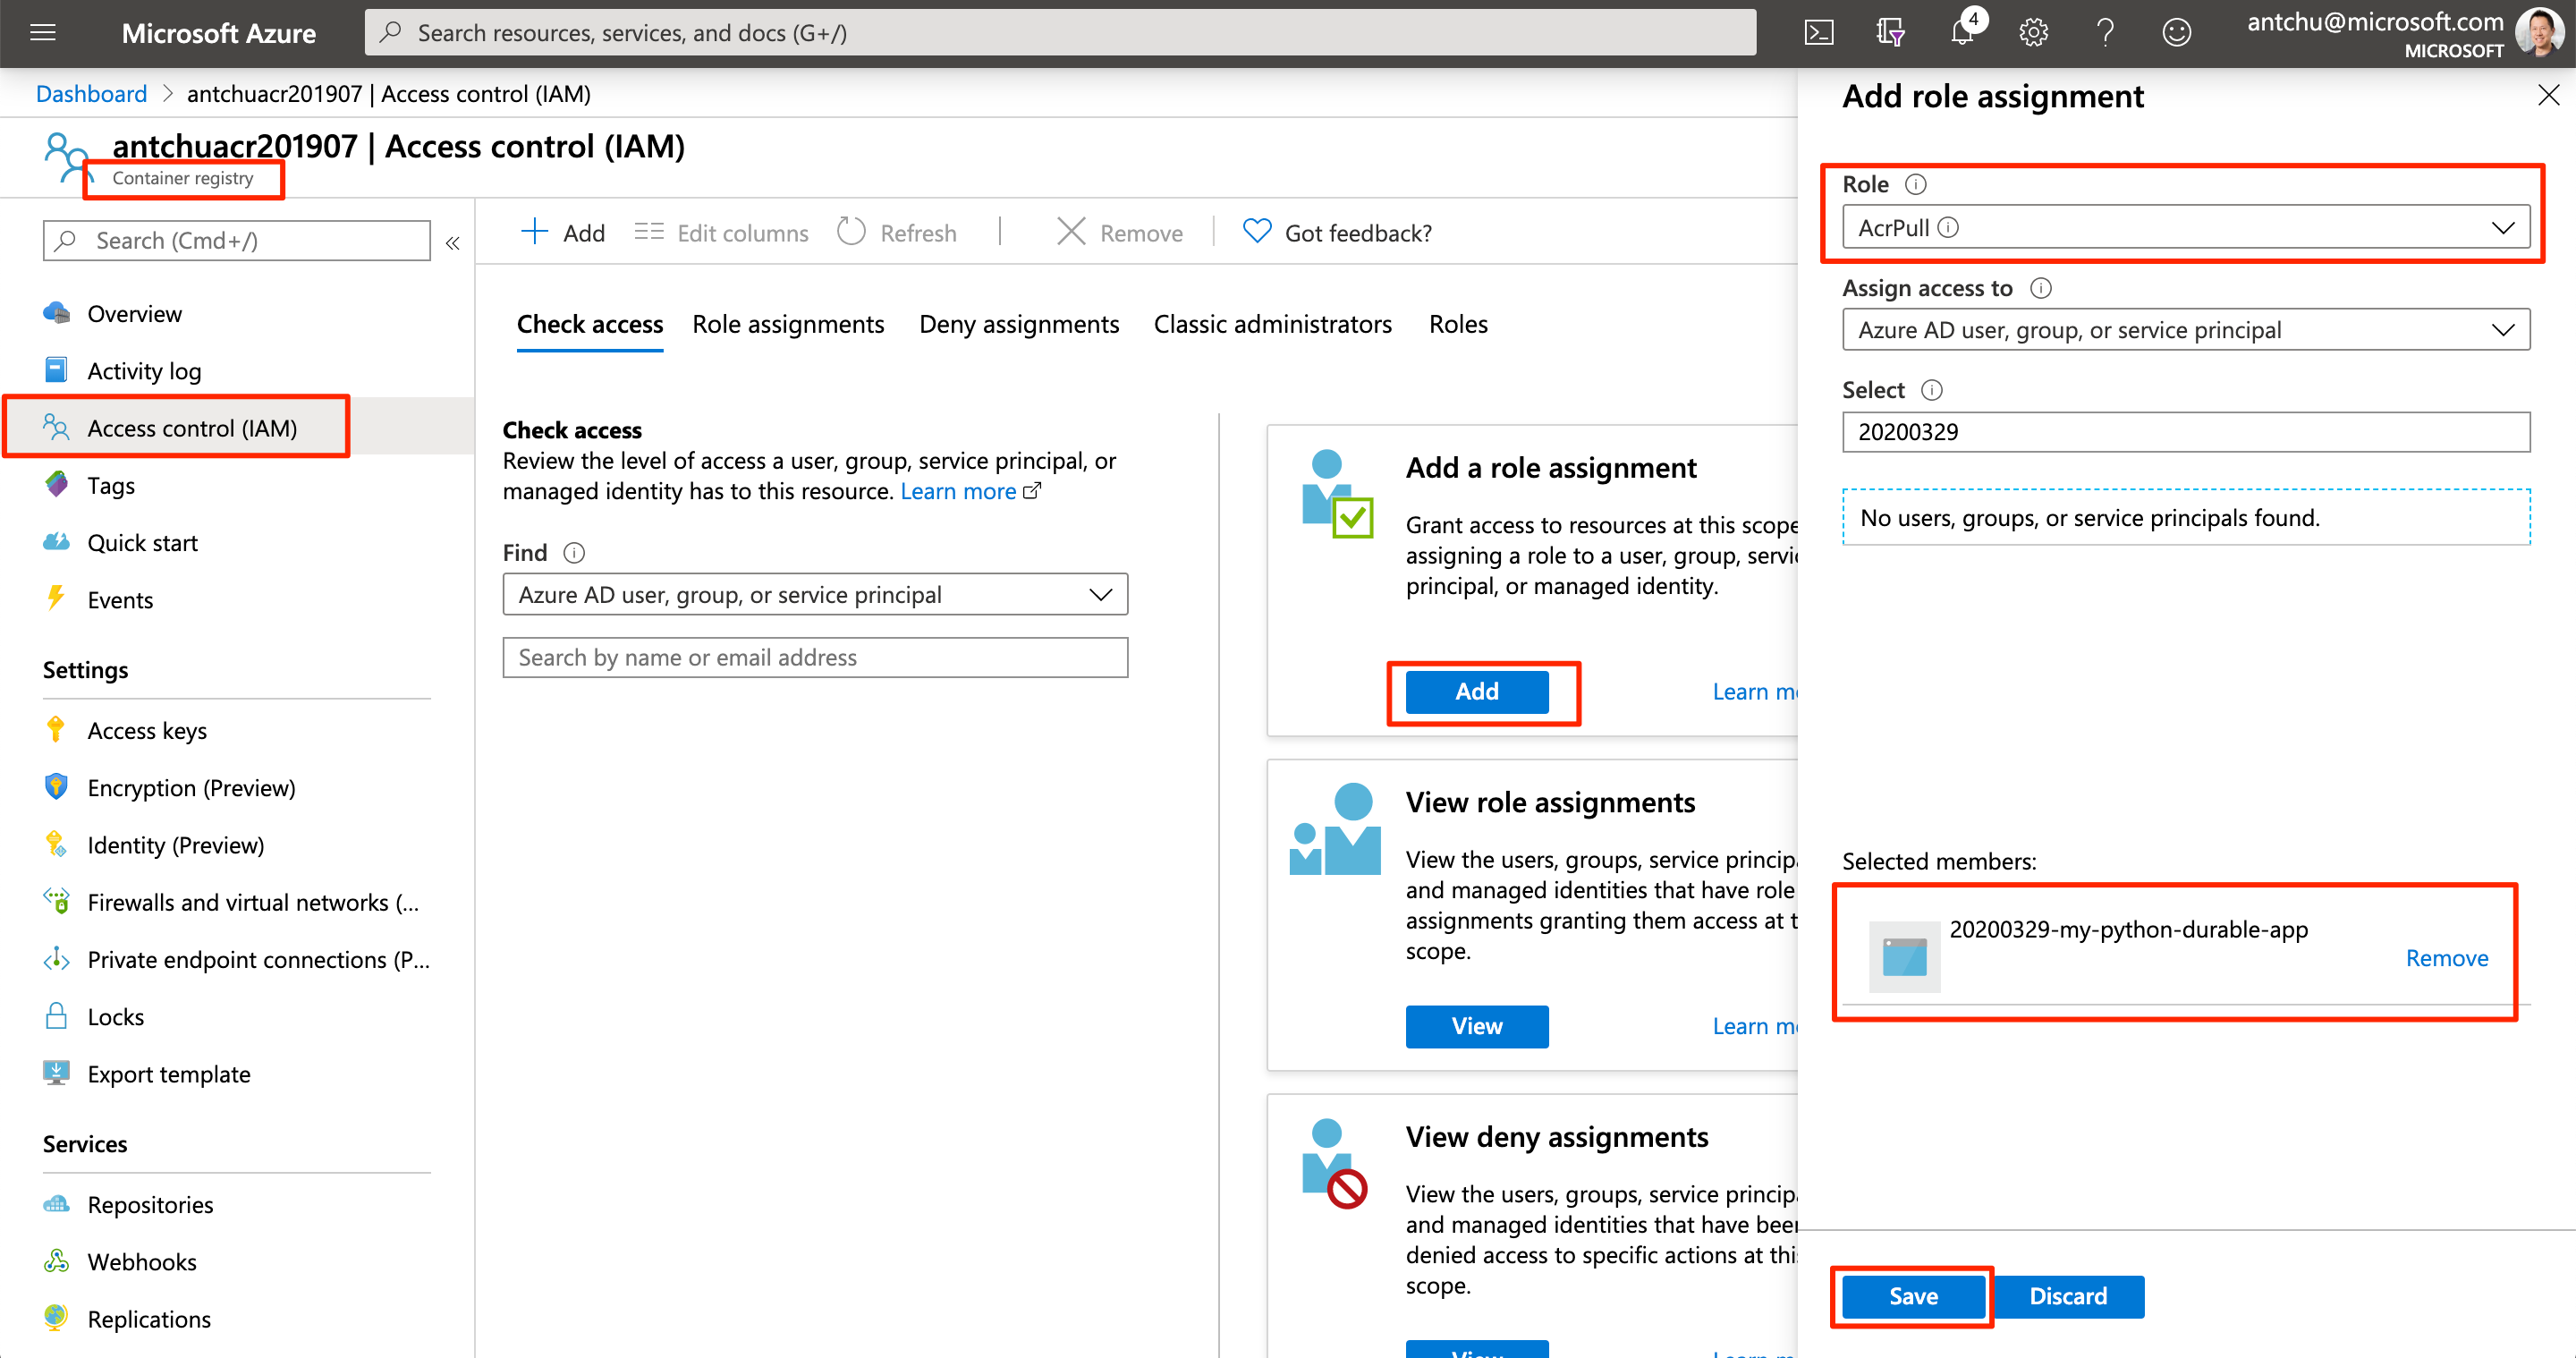 Microsoft Azure
Search resources, services, and docs (G+/)
4
antchu@microsoft.com
MICROSOFT
Dashboard > antchuacr201907 | Access control (IAM)
antchuacr201907 | Access control (IAM)
Container registry
Search (Cmd+/)
«
Overview
Activity log
Access control (IAM)
Tags
Quick start
Events
Settings
Access keys
Encryption (Preview)
Identity (Preview)
Firewalls and virtual networks (...
Private endpoint connections (P...
Locks
Export template
Services
Repositories
Webhooks
Replications
Add
Edit columns
Refresh
Remove
Got feedback?
Check access
Role assignments
Deny assignments
Classic administrators
Roles
Check access
Review the level of access a user, group, service principal, or
managed identity has to this resource. Learn more
Find
Azure AD user, group, or service principal
Search by name or email address
Add a role assignment
Grant access to resources at this scope
assigning a role to a user, group, servi
principal, or managed identity.
Add
Learn m
View role assignments
View the users, groups, service princip
and managed identities that have role
assignments granting them access at t
scope.
View
Learn m
View deny assignments
View the users, groups, service princip
and managed identities that have bee
denied access to specific actions at thi
scope.
View
Learn m
Add role assignment
Role
AcrPull
Assign access to
Azure AD user, group, or service principal
Select
20200329
No users, groups, or service principals found.
Selected members:
20200329-my-python-durable-app
Remove
Save
Discard